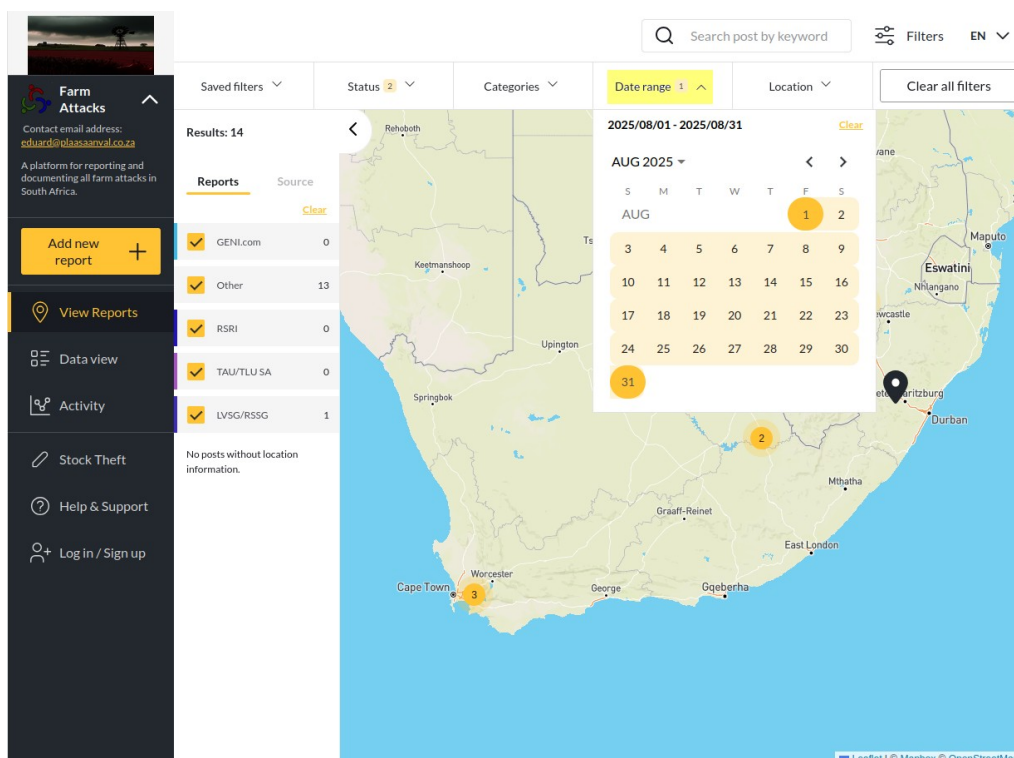 Search post by keyword
Filters
EN
Farm
Attacks
Contact email address:
eduard@plaasaanval.co.za
A platform for reporting and
documenting all farm attacks in
South Africa.
Add new
report
View Reports
Data view
Activity
Stock Theft
Help & Support
Log in / Sign up
Saved filters
Status 2
Categories
Date range 1
Location
Clear all filters
Results: 14
Reports Source
Clear
GENI.com 0
Other 13
RSRI 0
TAU/TLU SA 0
LVSG/RSSG 1
No posts without location
information.
2025/08/01 - 2025/08/31 Clear
AUG 2025
S M T W T F S
AUG 1 2
3 4 5 6 7 8 9
10 11 12 13 14 15 16
17 18 19 20 21 22 23
24 25 26 27 28 29 30
31
Rehoboth
Keetmanshoop
Upington
Springbok
Maputo
Eswatini
Nhlangano
Durban
2
Mthatha
Graaff-Reinet
East London
Worcester
Cape Town
3
George
Gqeberha